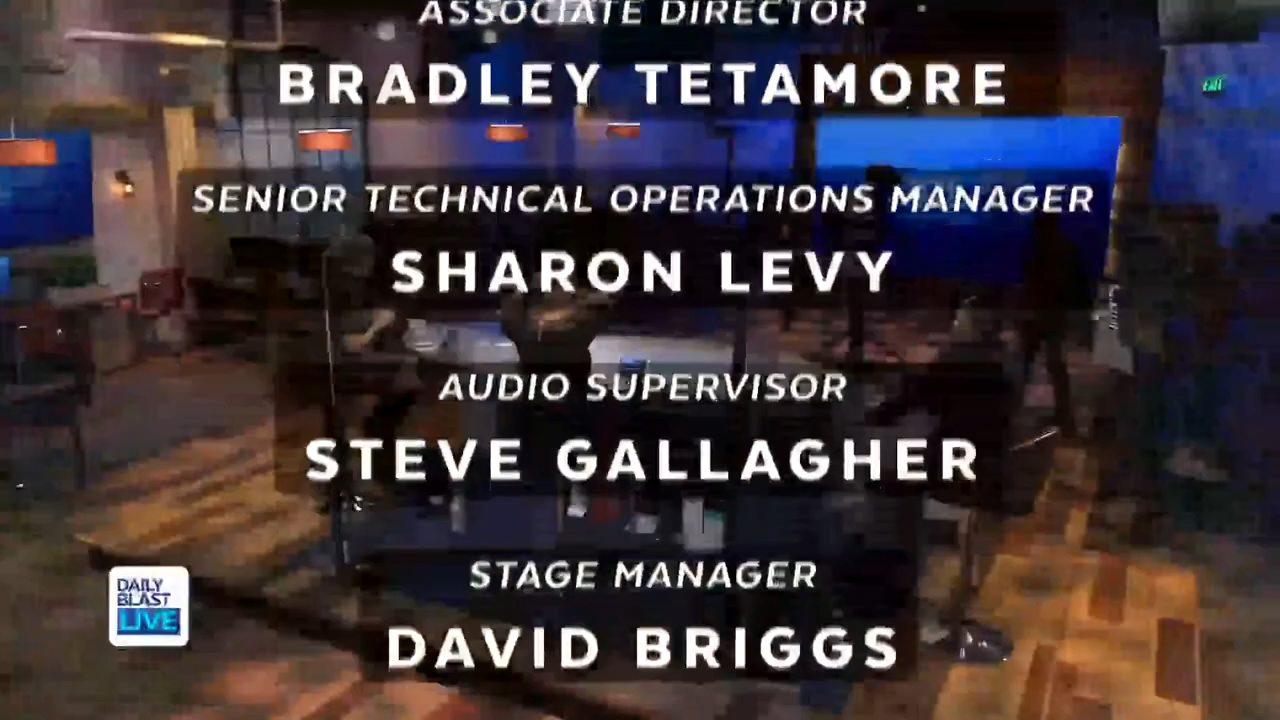 ASSOCIATE DIRECTOR
BRADLEY TETAMORE
SENIOR TECHNICAL OPERATIONS MANAGER
SHARON LEVY
AUDIO SUPERVISOR
STEVE GALLAGHER
STAGE MANAGER
DAVID BRIGGS
DAILY
BLAST
LIVE
EXIT